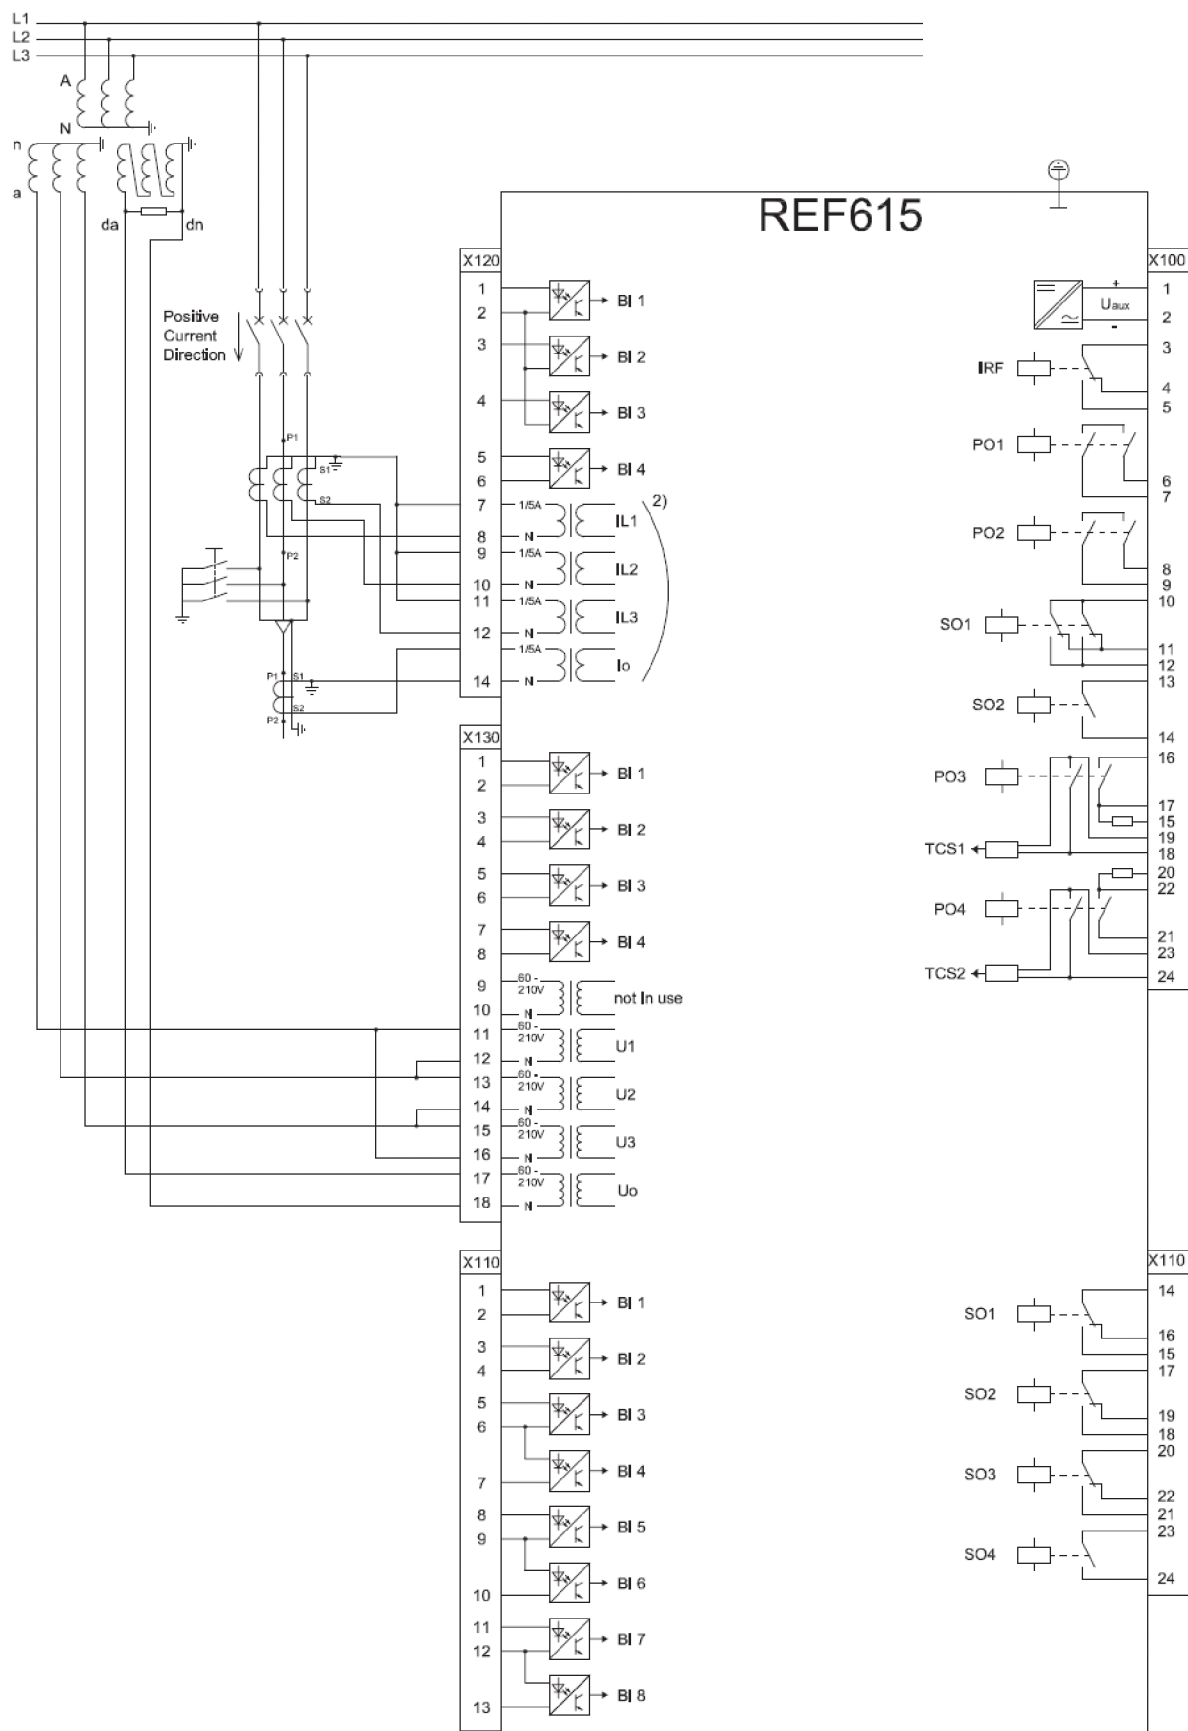 L1
L2
L3
A
N
n
a
da
dn
REF615
Positive
Current
Direction
P1
S1
S2
P2
P1
S1
S2
P2
X120
1
2
3
4
5
6
7
8
9
10
11
12
14
BI 1
BI 2
BI 3
BI 4
1/5A
N
IL1
2)
1/5A
N
IL2
1/5A
N
IL3
1/5A
N
Io
X130
1
2
3
4
5
6
7
8
9
10
11
12
13
14
15
16
17
18
BI 1
BI 2
BI 3
BI 4
60 -
210V
N
not In use
60 -
210V
N
U1
60 -
210V
N
U2
60 -
210V
N
U3
60 -
210V
N
Uo
X110
1
2
3
4
5
6
7
8
9
10
11
12
13
BI 1
BI 2
BI 3
BI 4
BI 5
BI 6
BI 7
BI 8
X100
+
Uaux
-
1
2
IRF
3
4
5
PO1
6
7
PO2
8
9
SO1
10
11
12
SO2
13
14
PO3
16
17
15
19
TCS1
18
20
22
PO4
21
23
TCS2
24
X110
SO1
14
16
15
SO2
17
19
18
SO3
20
22
21
SO4
23
24